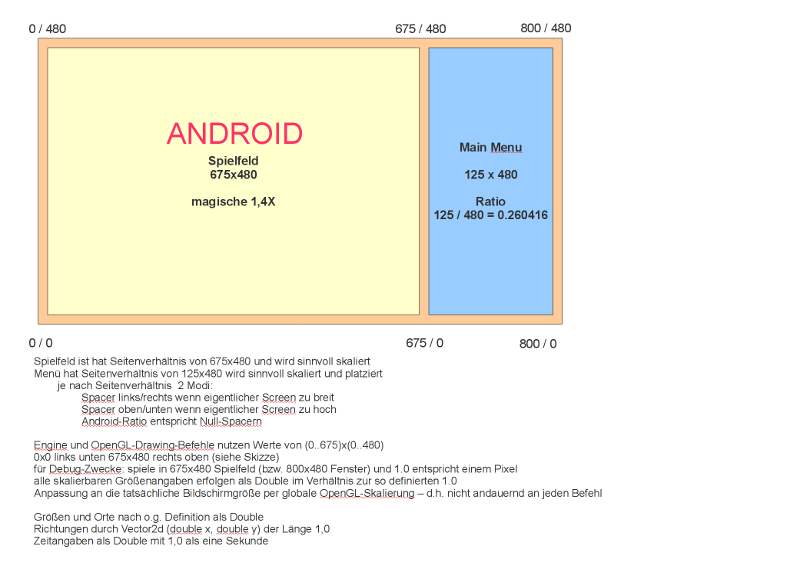 0 / 480
675 / 480
800 / 480
ANDROID
Spielfeld
675x480
magische 1,4X
Main Menu
125 x 480
Ratio
125 / 480 = 0.260416
0 / 0
675 / 0
800 / 0
Spielfeld ist hat Seitenverhältnis von 675x480 und wird sinnvoll skaliert
Menü hat Seitenverhältnis von 125x480 wird sinnvoll skaliert und platziert
je nach Seitenverhältnis 2 Modi:
Spacer links/rechts wenn eigentlicher Screen zu breit
Spacer oben/unten wenn eigentlicher Screen zu hoch
Android-Ratio entspricht Null-Spacern
Engine und OpenGL-Drawing-Befehle nutzen Werte von (0..675)x(0..480)
0x0 links unten 675x480 rechts oben (siehe Skizze)
für Debug-Zwecke: spiele in 675x480 Spielfeld (bzw. 800x480 Fenster) und 1.0 entspricht einem Pixel
alle skalierbaren Größenangaben erfolgen als Double im Verhältnis zur so definierten 1.0
Anpassung an die tatsächliche Bildschirmgröße per globale OpenGL-Skalierung – d.h. nicht andauernd an jeden Befehl
Größen und Orte nach o.g. Definition als Double
Richtungen durch Vector2d (double x, double y) der Länge 1,0
Zeitangaben als Double mit 1,0 als eine Sekunde